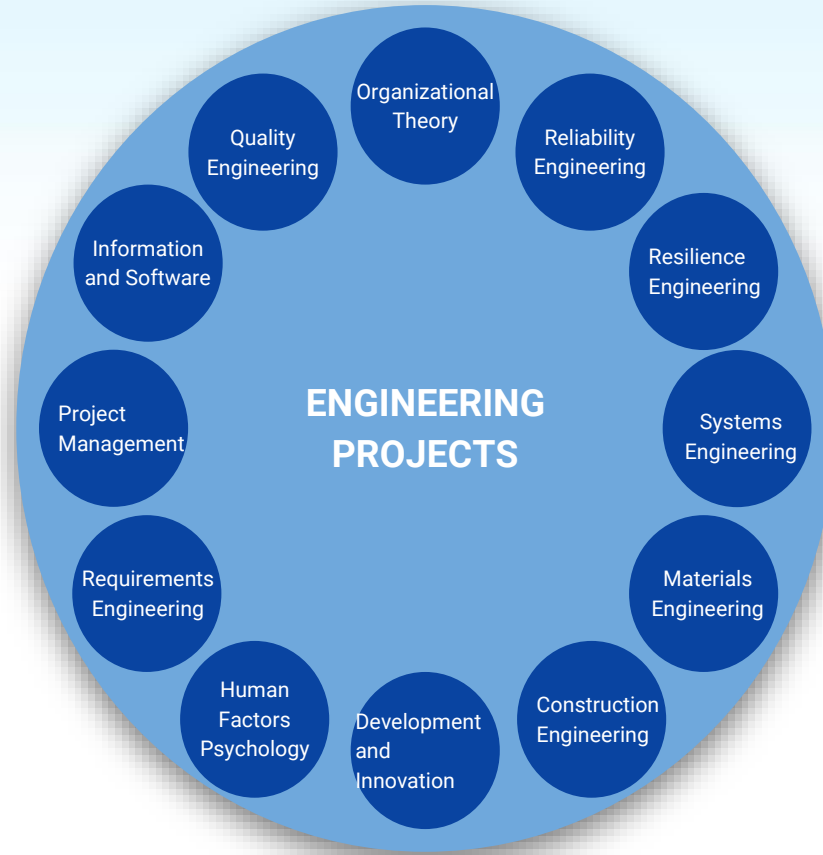 Organizational
Theory
Reliability
Engineering
Resilience
Engineering
Systems
Engineering
Materials
Engineering
Construction
Engineering
Development
and
Innovation
Human
Factors
Psychology
Requirements
Engineering
Project
Management
Information
and Software
Quality
Engineering
ENGINEERING
PROJECTS